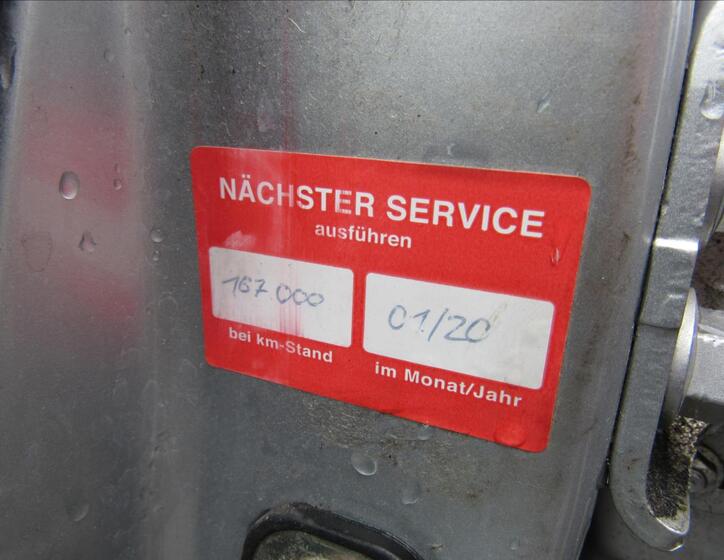 NÄCHSTER SERVICE
ausführen
167.000
01/20
bei km-Stand
im Monat/Jahr